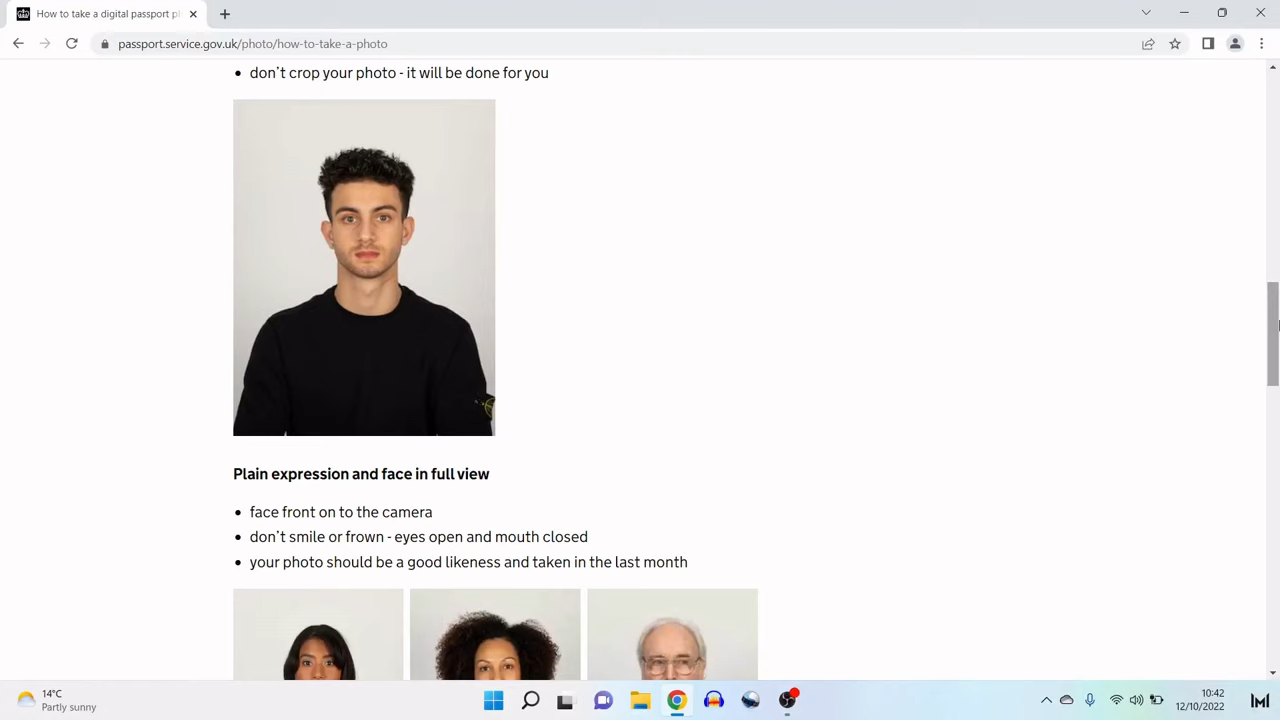 How to take a digital passport p
passport.service.gov.uk/photo/how-to-take-a-photo
• don't crop your photo - it will be done for you
Plain expression and face in full view
• face front on to the camera
• don't smile or frown - eyes open and mouth closed
• your photo should be a good likeness and taken in the last month
14°C
Partly sunny
10:42
12/10/2022